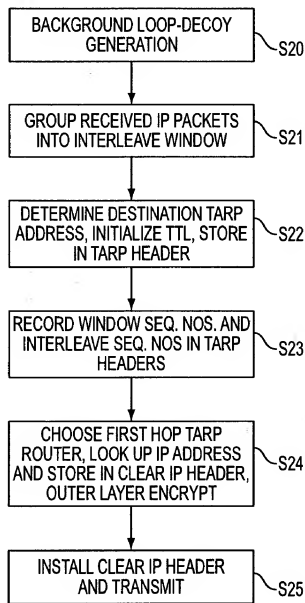 BACKGROUND LOOP-DECOY
GENERATION
S20
GROUP RECEIVED IP PACKETS
INTO INTERLEAVE WINDOW
S21
DETERMINE DESTINATION TARP
ADDRESS, INITIALIZE TTL, STORE
IN TARP HEADER
S22
RECORD WINDOW SEQ. NOS. AND
INTERLEAVE SEQ. NOS IN TARP
HEADERS
S23
CHOOSE FIRST HOP TARP
ROUTER, LOOK UP IP ADDRESS
AND STORE IN CLEAR IP HEADER,
OUTER LAYER ENCRYPT
S24
INSTALL CLEAR IP HEADER
AND TRANSMIT
S25